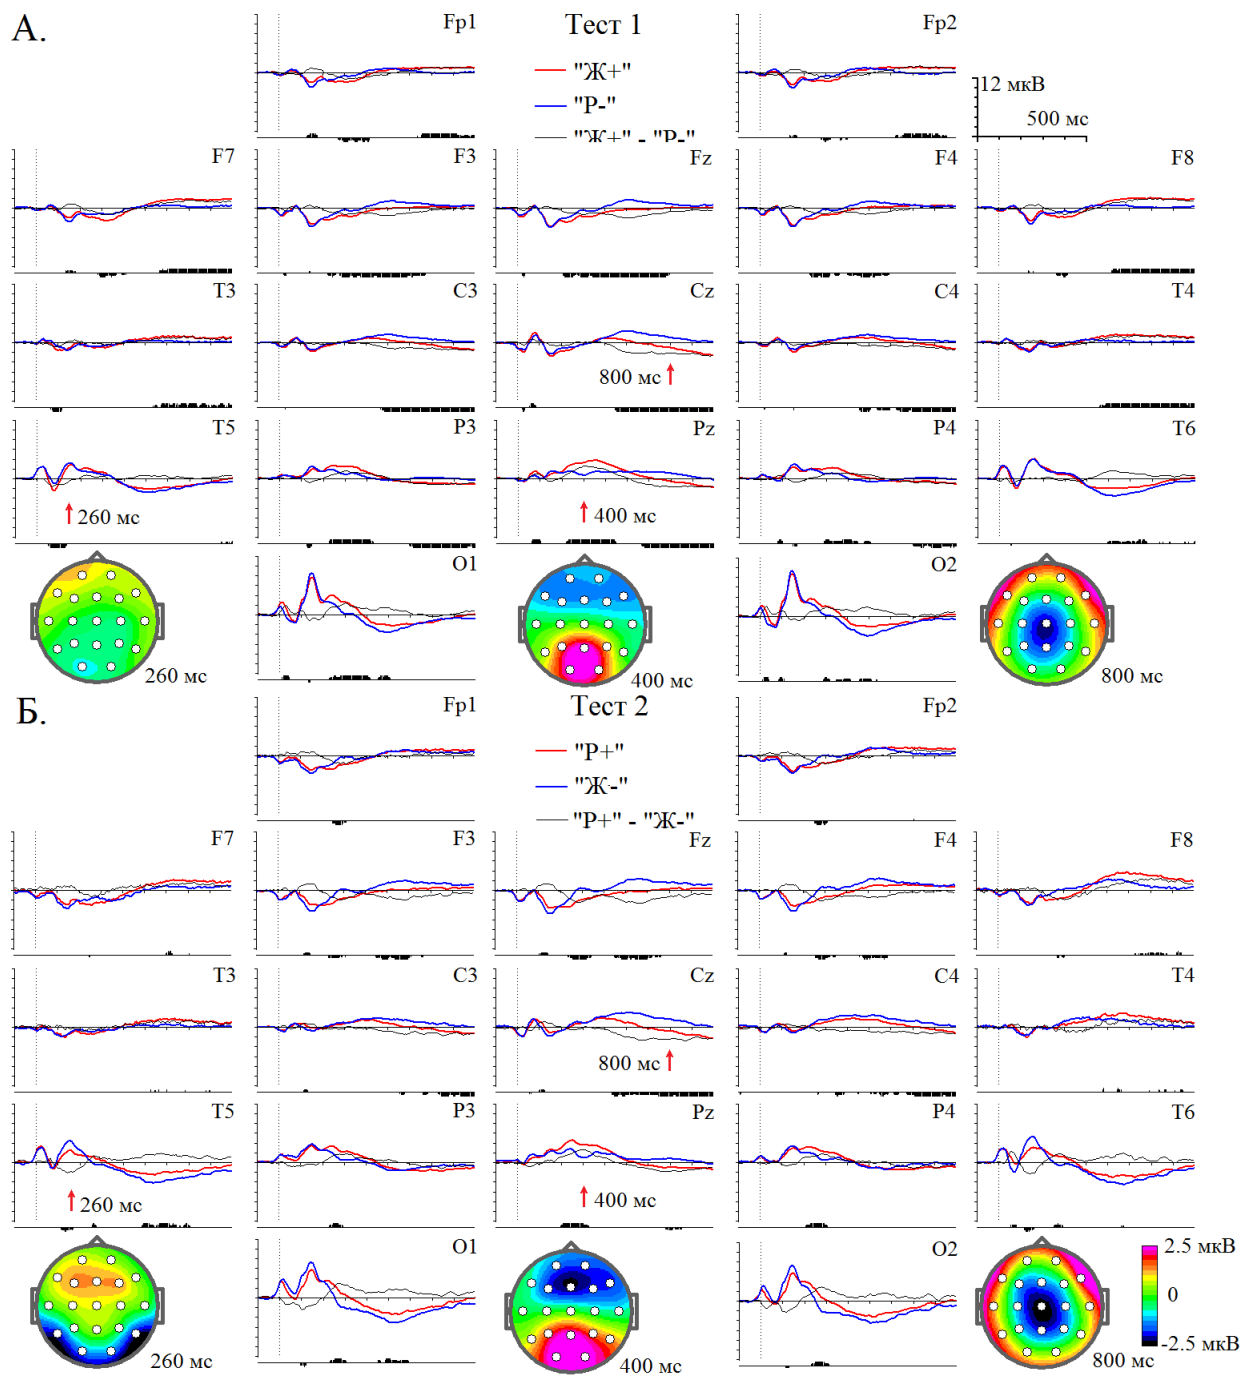 А.
Fp1
Тест 1
Fp2
"Ж+"
"Р-"
"Ж+" - "Р-"
12 мкВ
500 мс
F7
F3
Fz
F4
F8
T3
C3
Cz
C4
T4
800 мс
T5
P3
Pz
P4
T6
260 мс
400 мс
O1
O2
260 мс
400 мс
800 мс
Б.
Fp1
Тест 2
Fp2
"Р+"
"Ж-"
"Р+" - "Ж-"
F7
F3
Fz
F4
F8
T3
C3
Cz
C4
T4
800 мс
T5
P3
Pz
P4
T6
260 мс
400 мс
O1
O2
2.5 мкВ
0
-2.5 мкВ
260 мс
400 мс
800 мс